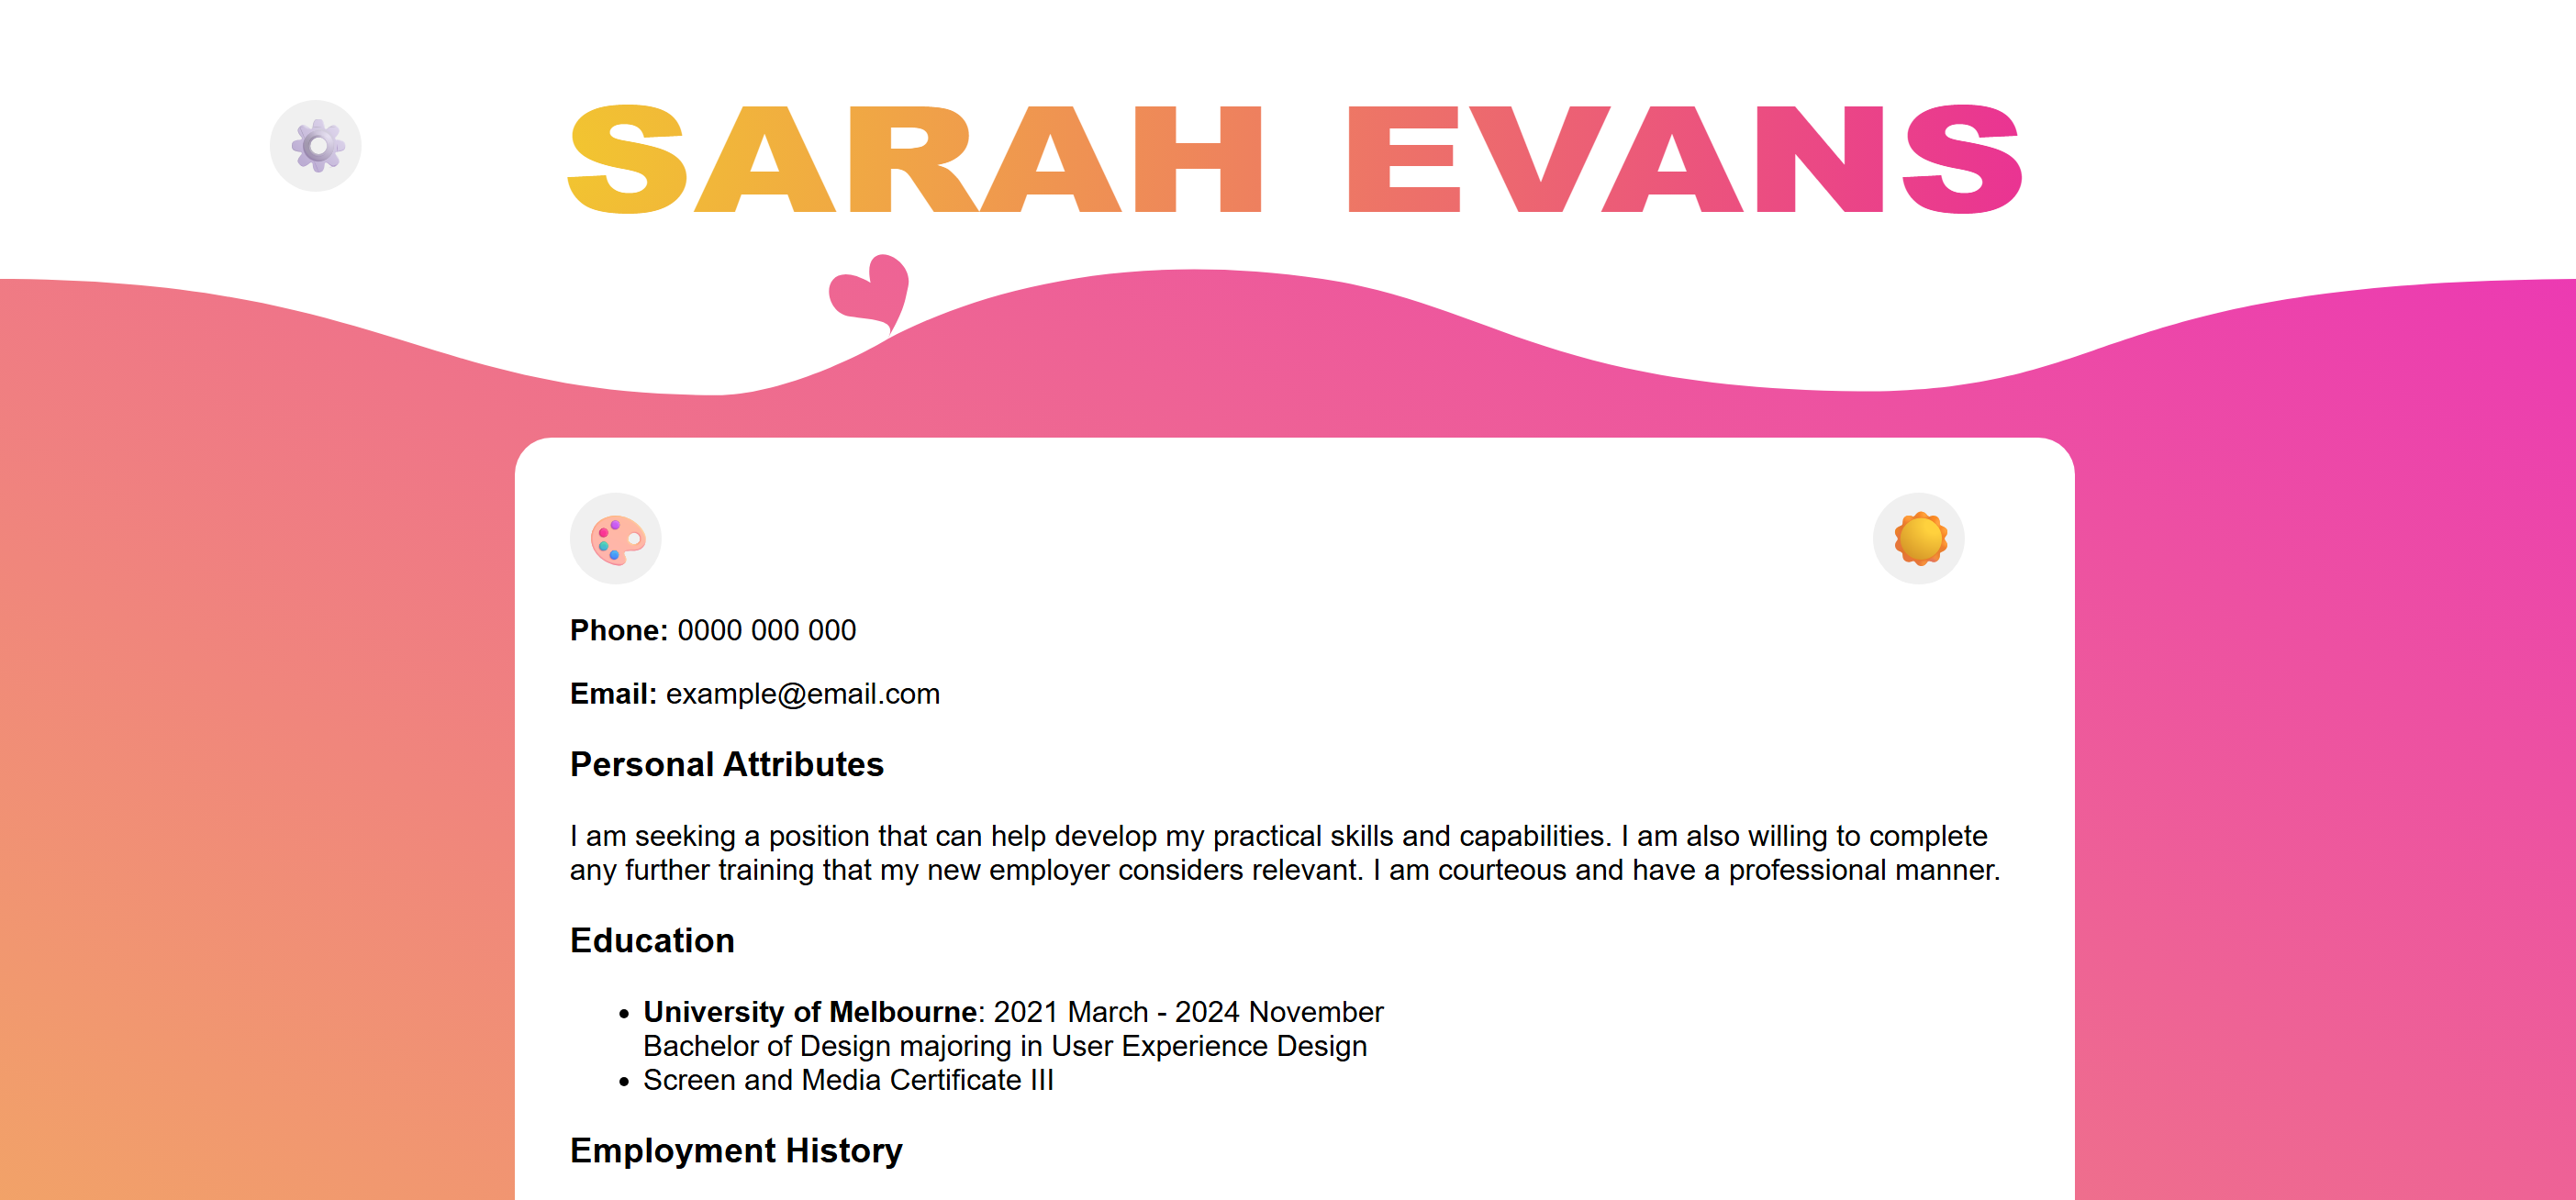 SARAH EVANS
Phone: 0000 000 000
Email: example@email.com
Personal Attributes
I am seeking a position that can help develop my practical skills and capabilities. I am also willing to complete
any further training that my new employer considers relevant. I am courteous and have a professional manner.
Education
• University of Melbourne: 2021 March - 2024 November
Bachelor of Design majoring in User Experience Design
• Screen and Media Certificate III
Employment History